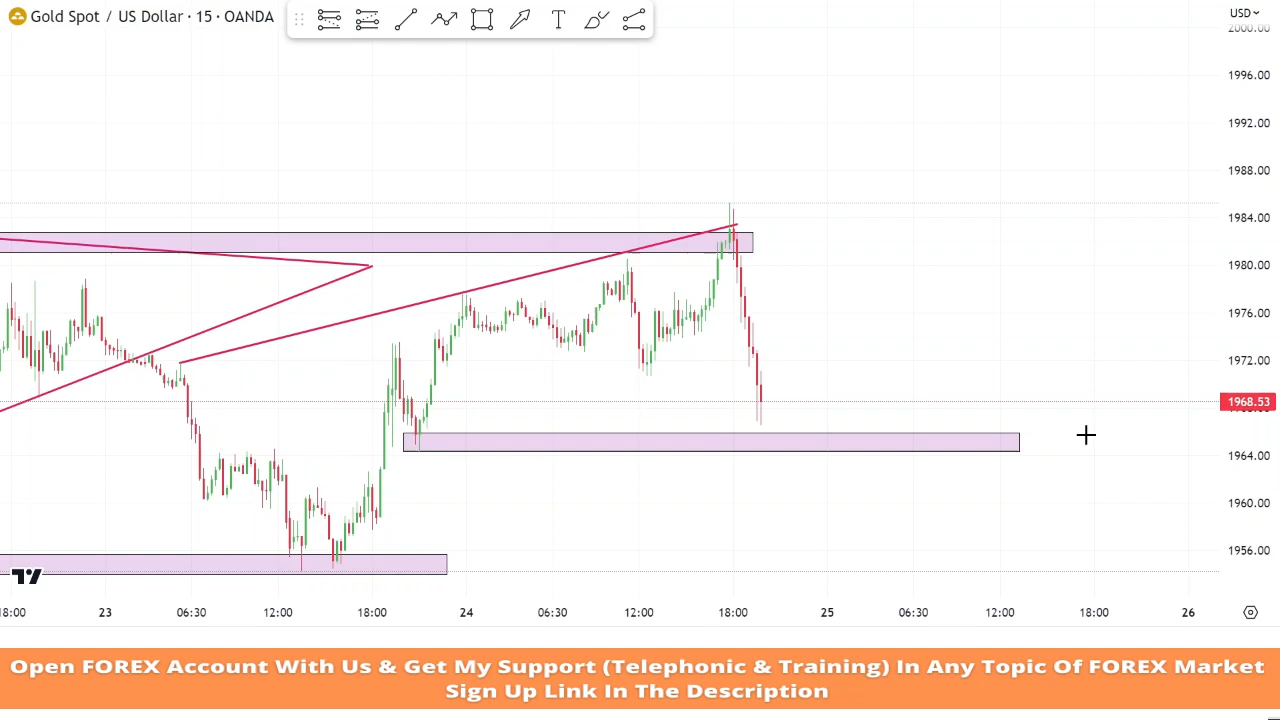 Gold Spot / US Dollar · 15 · OANDA
USD
2000.00
1996.00
1992.00
1988.00
1984.00
1980.00
1976.00
1972.00
1968.53
1964.00
1960.00
1956.00
18:00 23 06:30 12:00 18:00 24 06:30 12:00 18:00 25 06:30 12:00 18:00 26
Open FOREX Account With Us & Get My Support (Telephonic & Training) In Any Topic Of FOREX Market
Sign Up Link In The Description